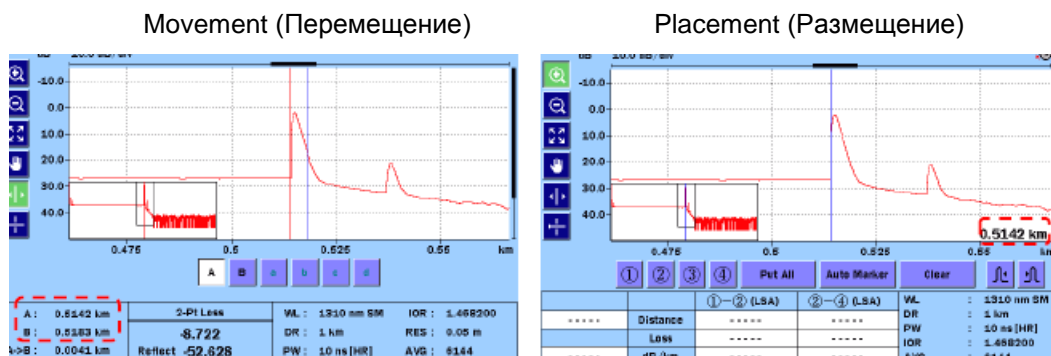 Movement (Перемещение)
Placement (Размещение)
-10.0
0.0
10.0
20.0
30.0
40.0
0.475
0.5
0.525
0.55
km
A
B
a
b
c
d
A : 0.5142 km
B : 0.5183 km
A->B : 0.0041 km
2-Pt Loss
-8.722
Reflect -52.628
WL : 1310 nm SM
DR : 1 km
PW : 10 ns[HR]
IOR : 1.468200
RES : 0.05 m
AVG : 6144
-10.0
0.0
10.0
20.0
30.0
40.0
0.5142 km
0.475
0.5
0.525
0.55
km
① ② ③ ④ Put All Auto Marker Clear
①－② (LSA) ②－④ (LSA)
----- Distance ----- -----
Loss ----- -----
----- dB/km ----- -----
WL : 1310 nm SM
DR : 1 km
PW : 10 ns[HR]
IOR : 1.468200
AVG : 6144